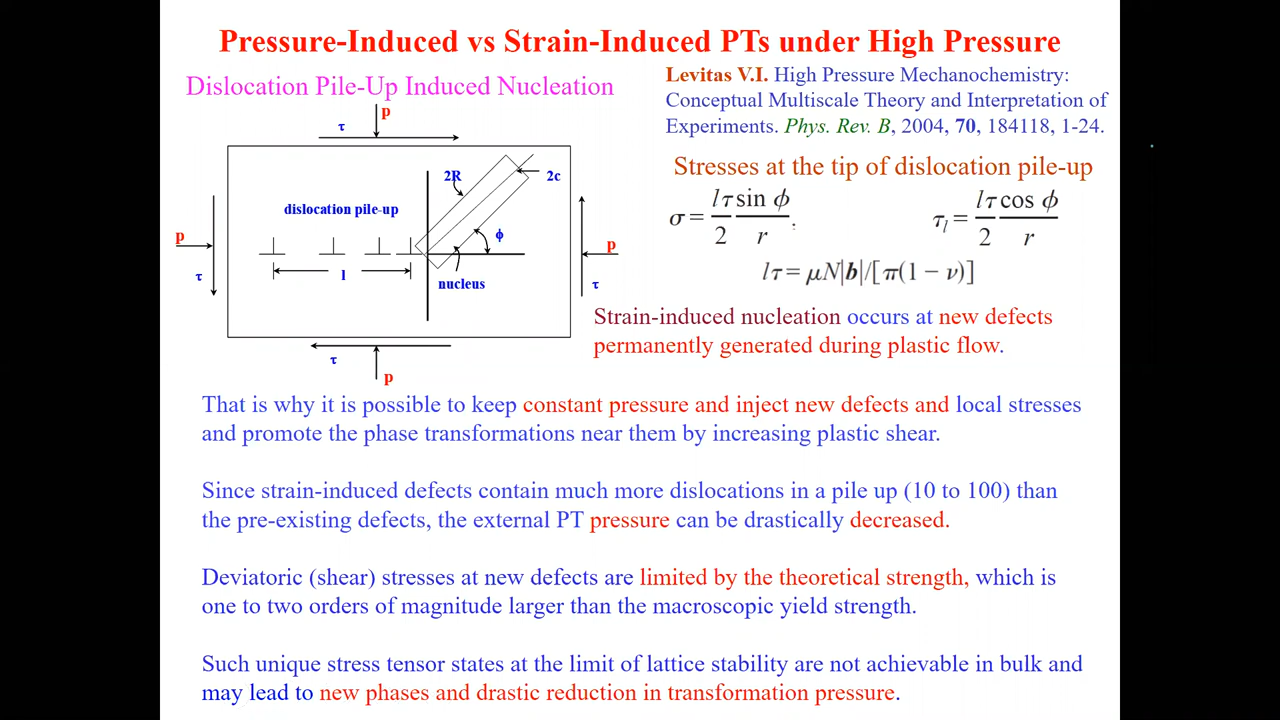 Pressure-Induced vs Strain-Induced PTs under High Pressure
Dislocation Pile-Up Induced Nucleation
Levitas V.I. High Pressure Mechanochemistry:
Conceptual Multiscale Theory and Interpretation of
Experiments. Phys. Rev. B, 2004, 70, 184118, 1-24.
p
τ
2R
2c
dislocation pile-up
ϕ
p
τ
l
nucleus
p
τ
τ
p
Stresses at the tip of dislocation pile-up
σ = lτ/2 sin ϕ/r;
τ_l = lτ/2 cos ϕ/r
lτ = μN|b|/[π(1 − ν)]
Strain-induced nucleation occurs at new defects
permanently generated during plastic flow.
That is why it is possible to keep constant pressure and inject new defects and local stresses
and promote the phase transformations near them by increasing plastic shear.
Since strain-induced defects contain much more dislocations in a pile up (10 to 100) than
the pre-existing defects, the external PT pressure can be drastically decreased.
Deviatoric (shear) stresses at new defects are limited by the theoretical strength, which is
one to two orders of magnitude larger than the macroscopic yield strength.
Such unique stress tensor states at the limit of lattice stability are not achievable in bulk and
may lead to new phases and drastic reduction in transformation pressure.